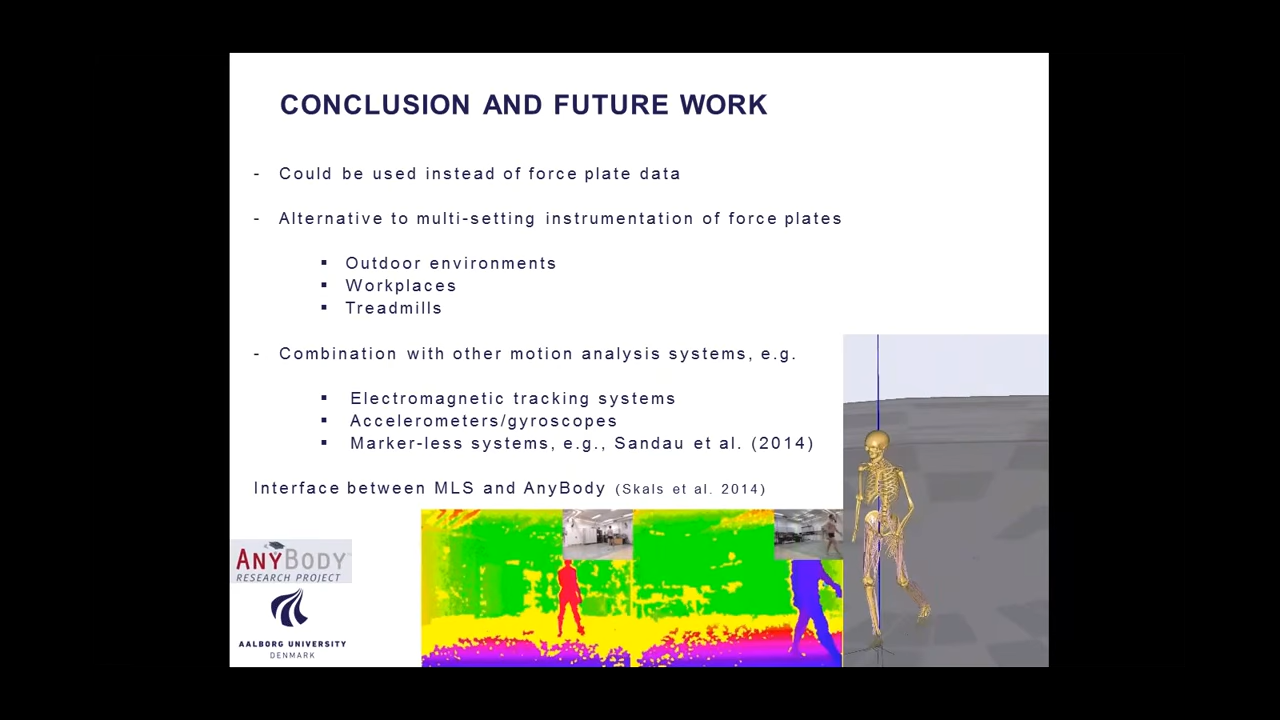 CONCLUSION AND FUTURE WORK
- Could be used instead of force plate data
- Alternative to multi-setting instrumentation of force plates
▪ Outdoor environments
▪ Workplaces
▪ Treadmills
- Combination with other motion analysis systems, e.g.
▪ Electromagnetic tracking systems
▪ Accelerometers/gyroscopes
▪ Marker-less systems, e.g., Sandau et al. (2014)
Interface between MLS and AnyBody (Skals et al. 2014)
ANYBODY
RESEARCH PROJECT
AALBORG UNIVERSITY
DENMARK